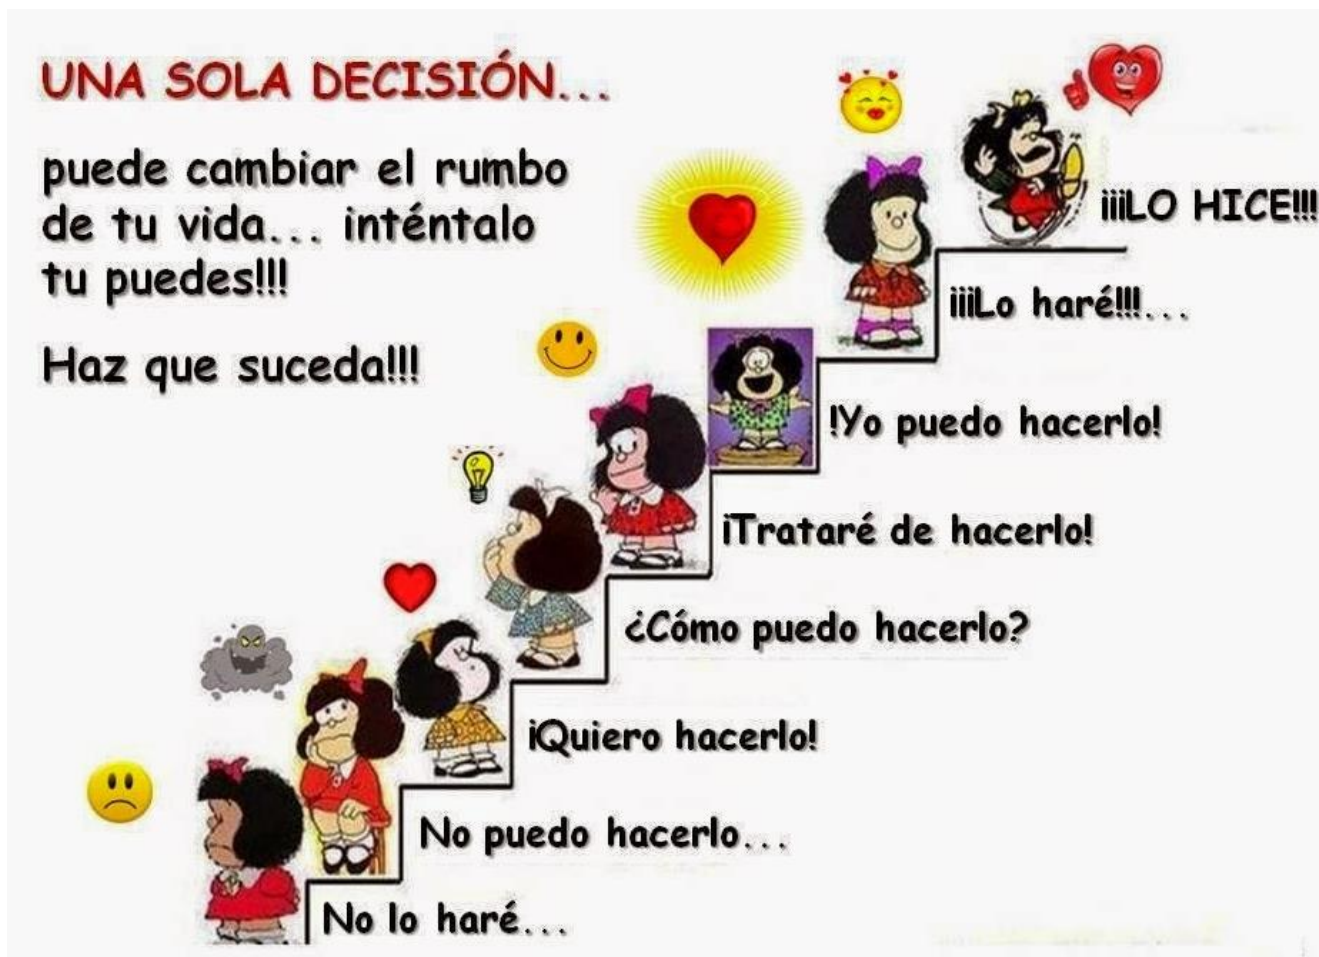 UNA SOLA DECISIÓN...
puede cambiar el rumbo
de tu vida... inténtalo
tu puedes!!!
Haz que suceda!!!
¡¡¡LO HICE!!!
¡¡¡Lo haré!!!...
!Yo puedo hacerlo!
¡Trataré de hacerlo!
¿Cómo puedo hacerlo?
¡Quiero hacerlo!
No puedo hacerlo...
No lo haré...